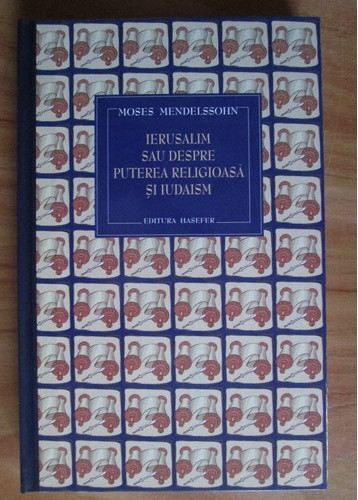 MOSES MENDELSSOHN
IERUSALIM
SAU DESPRE
PUTEREA RELIGIOASĂ
ȘI IUDAISM
EDITURA HASEFER